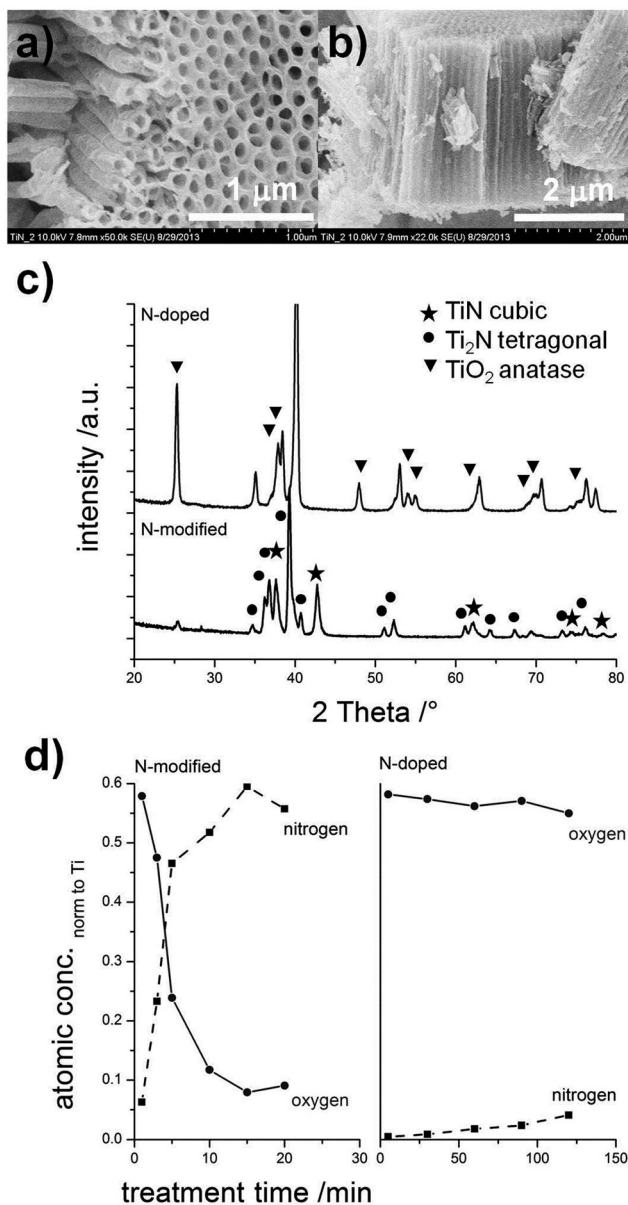 a)
1 μm
TiN_2 10.0kV 7.8mm x50.0k SE(U) 8/29/2013
1.00um
b)
2 μm
TiN_2 10.0kV 7.9mm x22.0k SE(U) 8/29/2013
2.00um
c)
N-doped
★ TiN cubic
● Ti₂N tetragonal
▼ TiO₂ anatase
N-modified
intensity /a.u.
20 30 40 50 60 70 80
2 Theta /°
d)
N-modified
N-doped
0.6
0.5
0.3
0.2
0.1
0.0
nitrogen
oxygen
oxygen
nitrogen
atomic conc. norm to Ti
0 10 20 30
0 50 100 150
treatment time /min